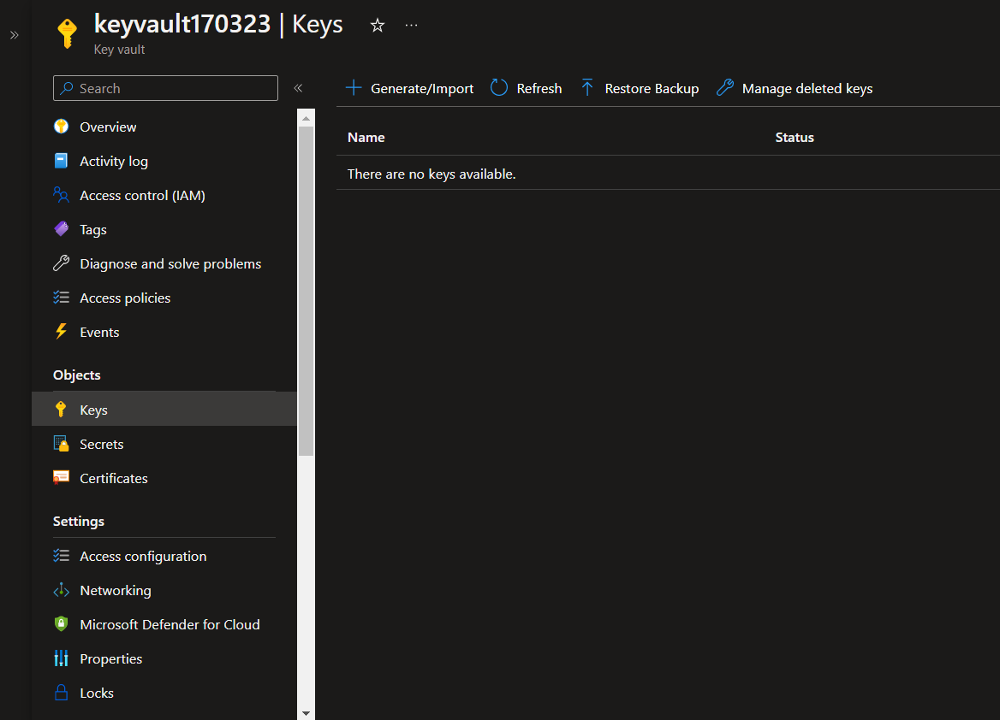 keyvault170323 | Keys
Key vault
Search
Overview
Activity log
Access control (IAM)
Tags
Diagnose and solve problems
Access policies
Events
Objects
Keys
Secrets
Certificates
Settings
Access configuration
Networking
Microsoft Defender for Cloud
Properties
Locks
Generate/Import Refresh Restore Backup Manage deleted keys
Name Status
There are no keys available.